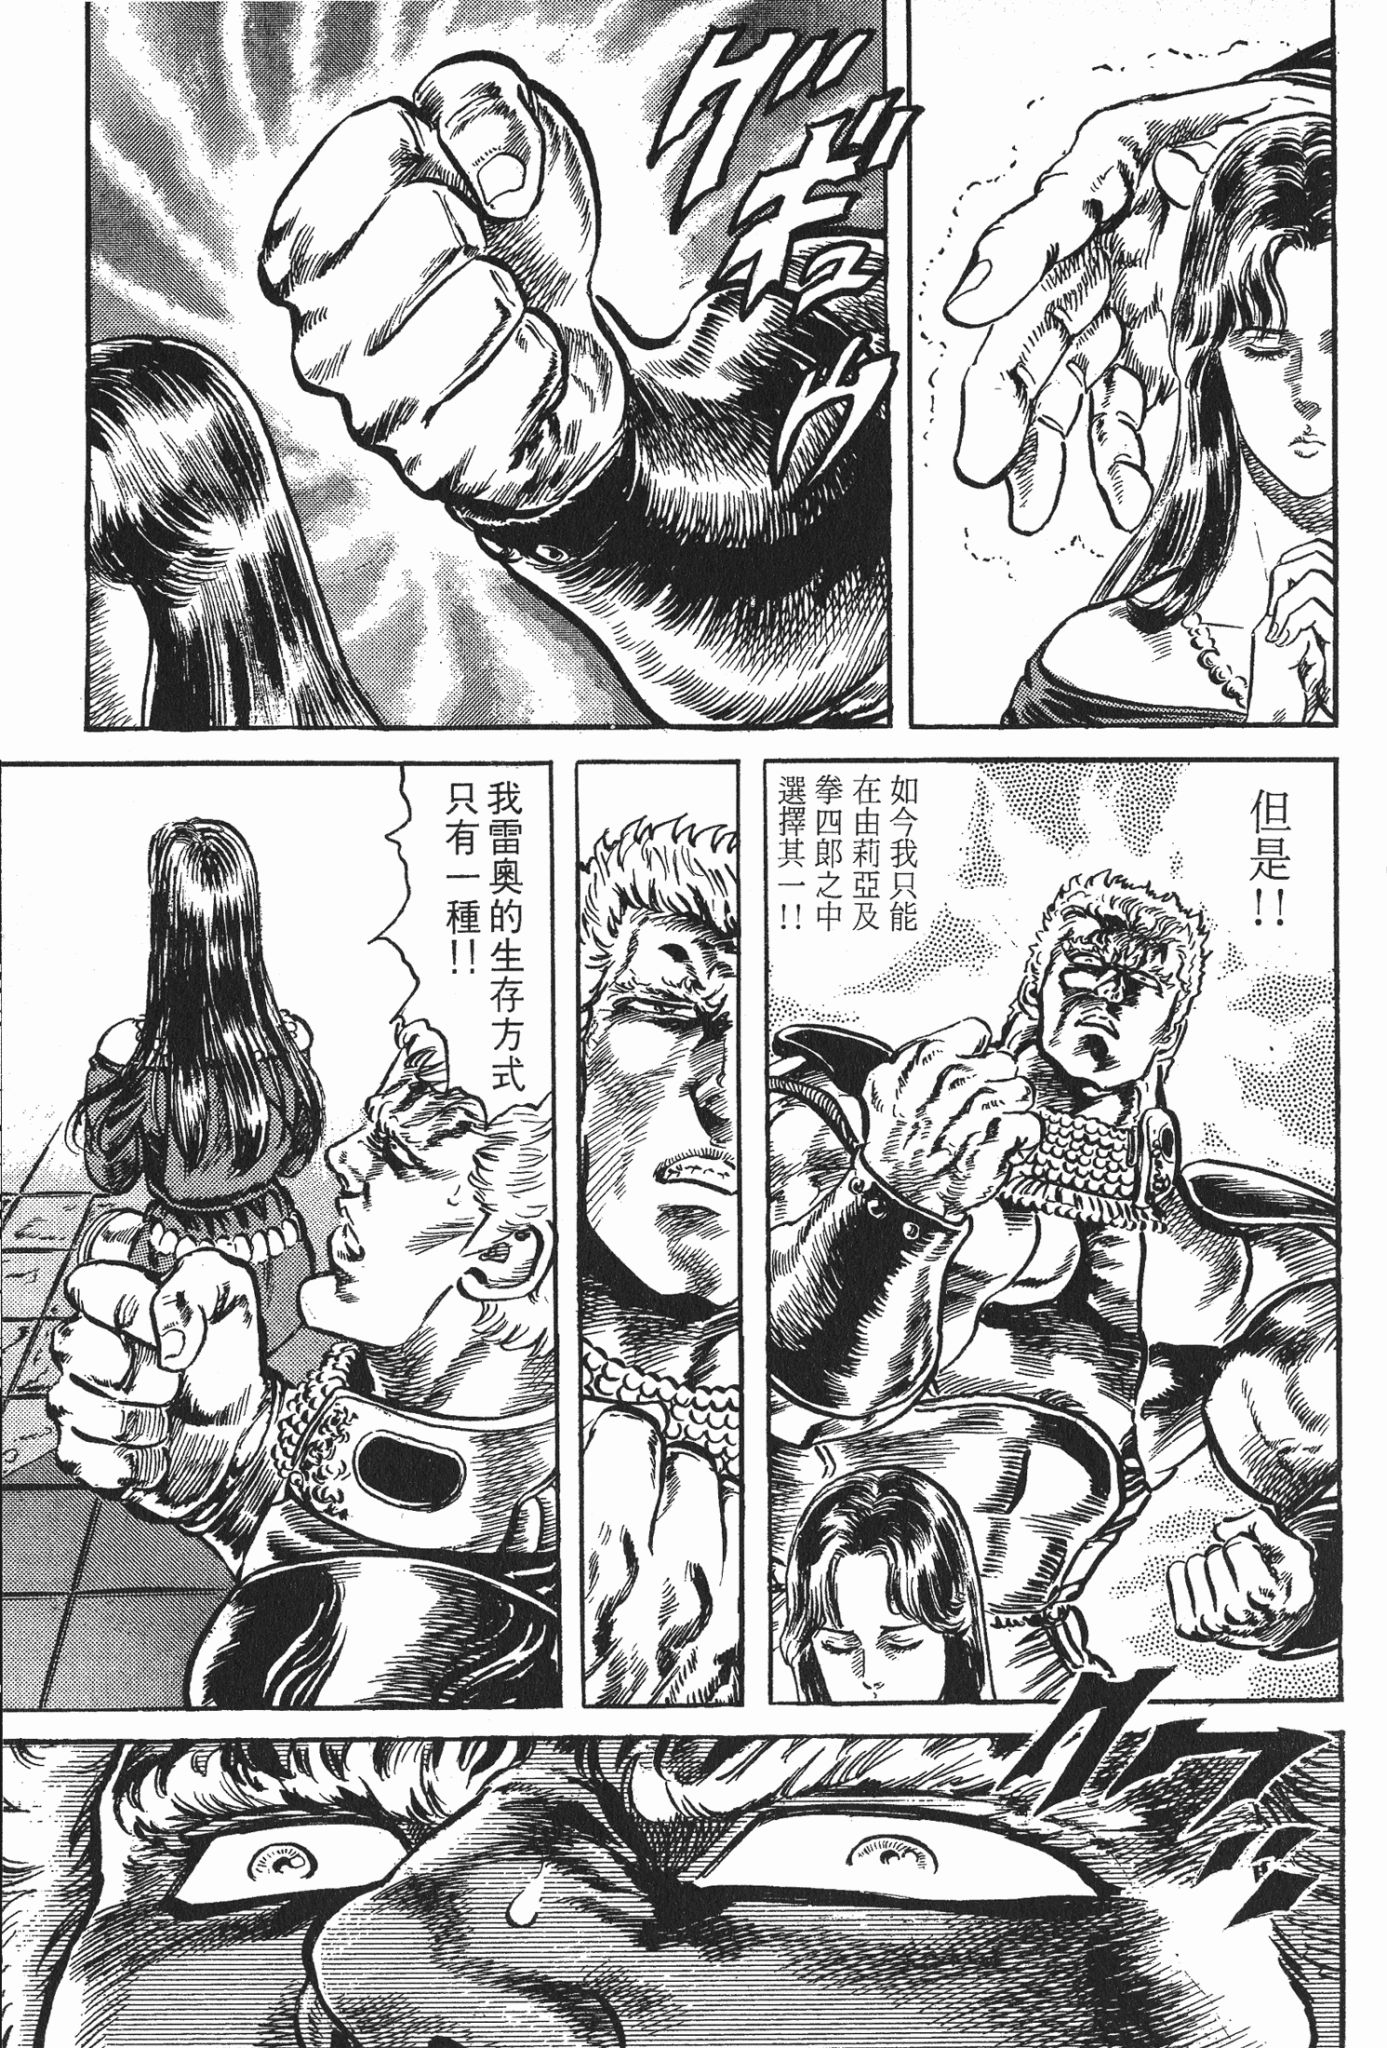 グギュウ
但是!!
如今我只能
在由莉亞及
拳四郎之中
選擇其一!!
我雷奧的生存方式
只有一種!!